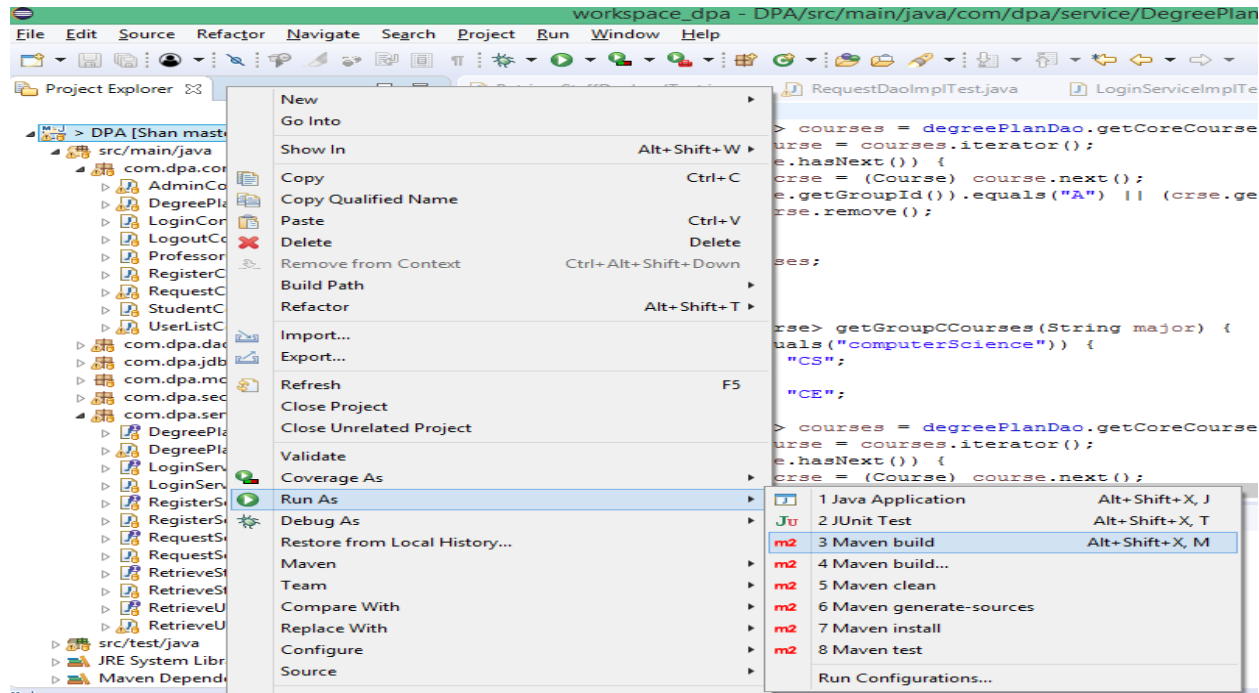 workspace_dpa - DPA/src/main/java/com/dpa/service/DegreePlan
File Edit Source Refactor Navigate Search Project Run Window Help
Project Explorer
RequestDaoImplTest.java
LoginServiceImplTe
> DPA [Shan mast
src/main/java
com.dpa.cor
AdminCo
DegreePla
LoginCon
LogoutCo
Professor
RegisterC
RequestC
StudentC
UserListC
com.dpa.dao
com.dpa.jdb
com.dpa.mo
com.dpa.sec
com.dpa.ser
DegreePla
DegreePla
LoginServ
LoginServ
RegisterSe
RegisterSe
RequestSe
RequestSe
RetrieveSt
RetrieveSt
RetrieveU
RetrieveU
src/test/java
JRE System Libr
Maven Depend
New
Go Into
Show In Alt+Shift+W
Copy Ctrl+C
Copy Qualified Name
Paste Ctrl+V
Delete Delete
Remove from Context Ctrl+Alt+Shift+Down
Build Path
Refactor Alt+Shift+T
Import...
Export...
Refresh F5
Close Project
Close Unrelated Project
Validate
Coverage As
Run As
Debug As
Restore from Local History...
Maven
Team
Compare With
Replace With
Configure
Source
1 Java Application Alt+Shift+X, J
2 JUnit Test Alt+Shift+X, T
3 Maven build Alt+Shift+X, M
4 Maven build...
5 Maven clean
6 Maven generate-sources
7 Maven install
8 Maven test
Run Configurations...
> courses = degreePlanDao.getCoreCourse
urse = courses.iterator();
e.hasNext()) {
crse = (Course) course.next();
e.getGroupId()).equals("A") || (crse.ge
rse.remove();
ses;
rse> getGroupCCourses(String major) {
uals("computerScience")) {
"CS";
"CE";
> courses = degreePlanDao.getCoreCourse
urse = courses.iterator();
e.hasNext()) {
crse = (Course) course.next();